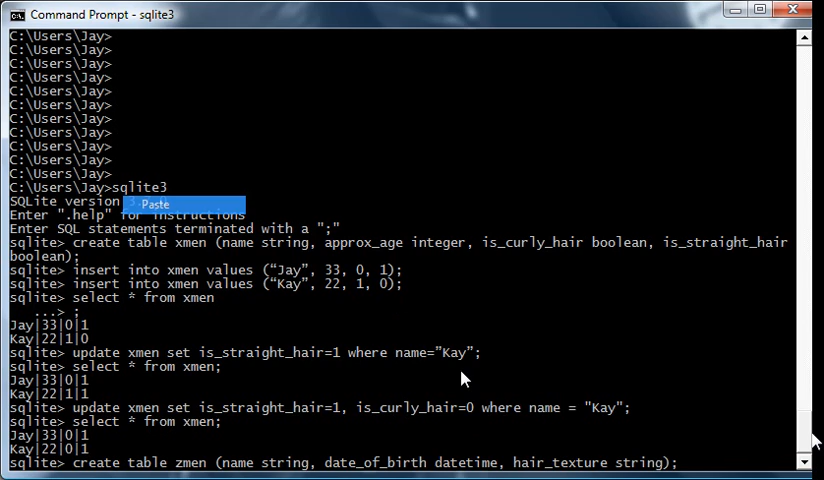 Command Prompt - sqlite3
C:\Users\Jay>
C:\Users\Jay>
C:\Users\Jay>
C:\Users\Jay>
C:\Users\Jay>
C:\Users\Jay>
C:\Users\Jay>
C:\Users\Jay>
C:\Users\Jay>
C:\Users\Jay>
C:\Users\Jay>
C:\Users\Jay>sqlite3
SQLite version
Paste
Enter ".help" for instructions
Enter SQL statements terminated with a ";"
sqlite> create table xmen (name string, approx_age integer, is_curly_hair boolean, is_straight_hair
boolean);
sqlite> insert into xmen values (“Jay”, 33, 0, 1);
sqlite> insert into xmen values (“Kay”, 22, 1, 0);
sqlite> select * from xmen
...> ;
Jay|33|0|1
Kay|22|1|0
sqlite> update xmen set is_straight_hair=1 where name=”Kay”;
sqlite> select * from xmen;
Jay|33|0|1
Kay|22|1|1
sqlite> update xmen set is_straight_hair=1, is_curly_hair=0 where name = "Kay";
sqlite> select * from xmen;
Jay|33|0|1
Kay|22|0|1
sqlite> create table zmen (name string, date_of_birth datetime, hair_texture string);